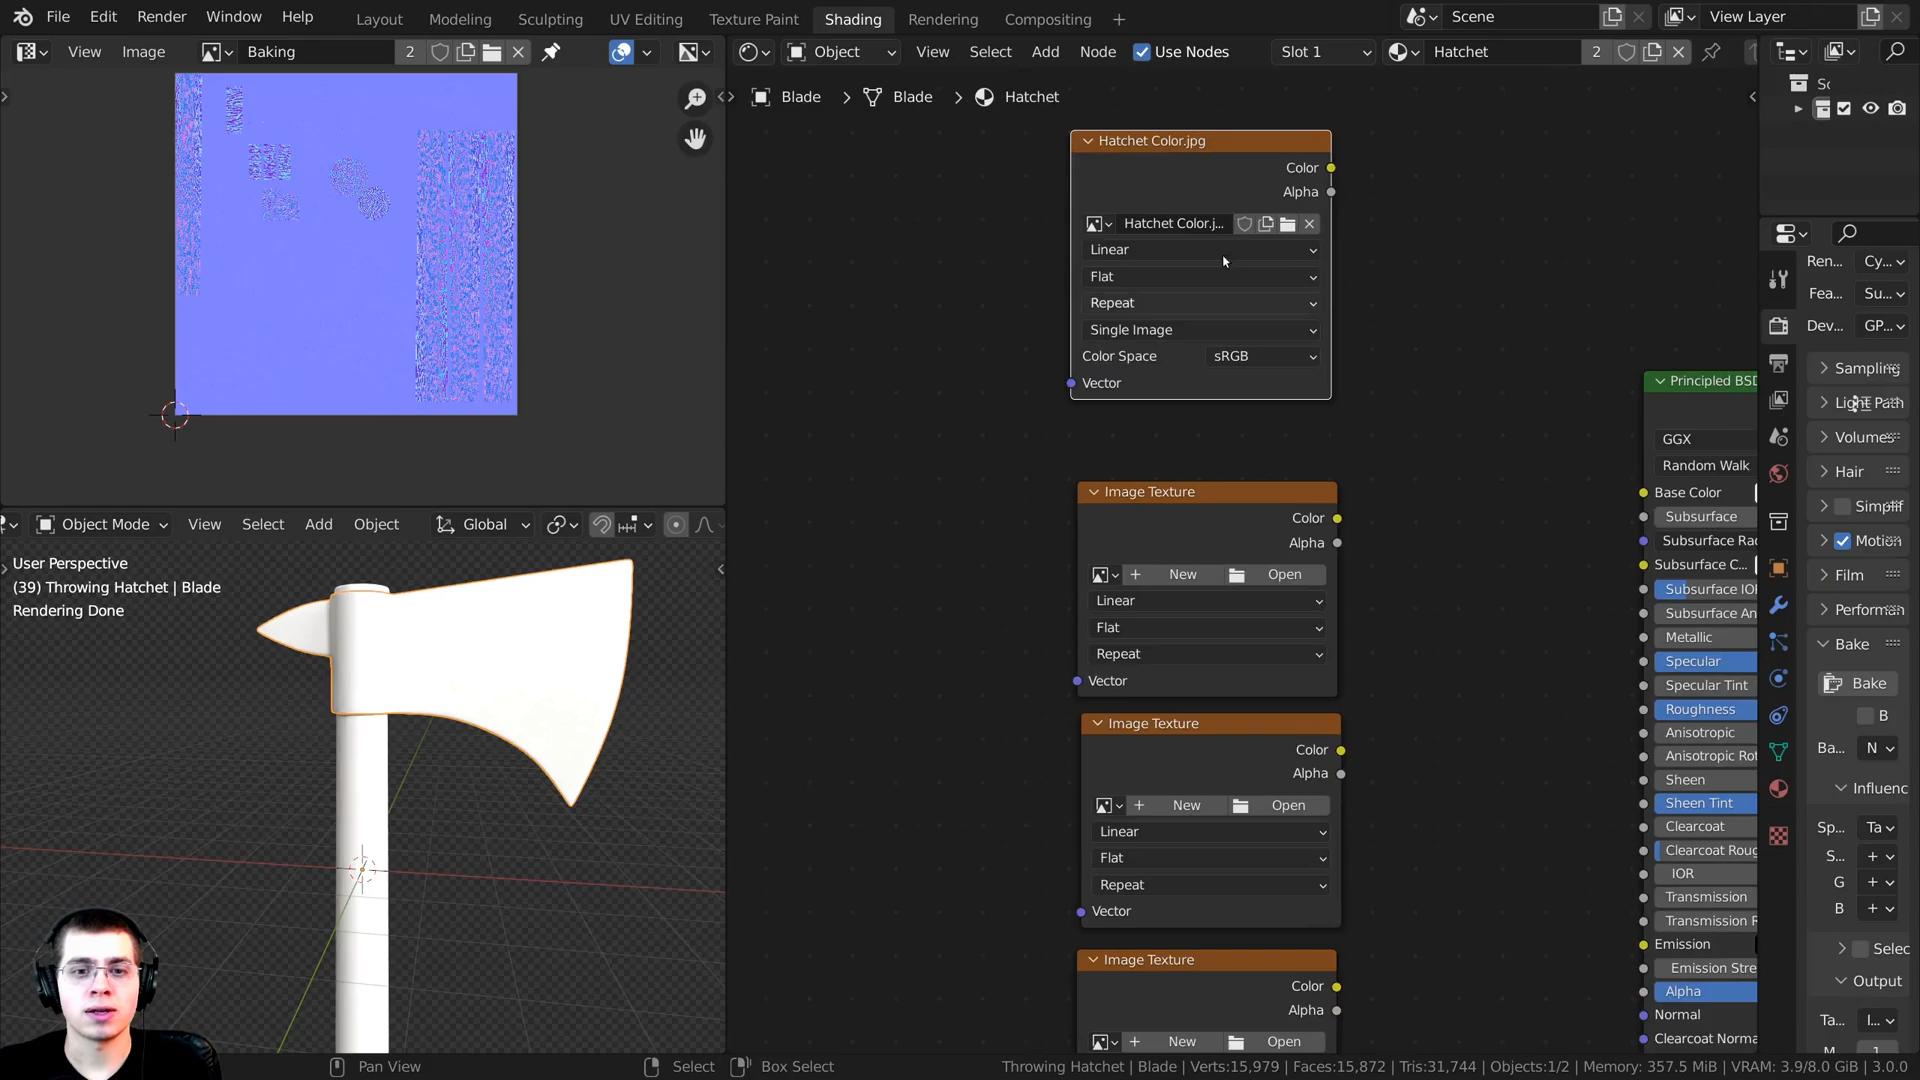 File Edit Render Window Help
Layout Modeling Sculpting UV Editing Texture Paint Shading Rendering Compositing +
Scene
View Layer
View Image Baking 2
Object View Select Add Node Use Nodes Slot 1 Hatchet 2
Blade > Blade > Hatchet
Hatchet Color.jpg
Color
Alpha
Hatchet Color.j...
Linear
Flat
Repeat
Single Image
Color Space sRGB
Vector
Image Texture
Color
Alpha
New Open
Linear
Flat
Repeat
Vector
Image Texture
Color
Alpha
New Open
Linear
Flat
Repeat
Vector
Image Texture
Color
Alpha
New Open
Principled BSD
GGX
Random Walk
Base Color
Subsurface
Subsurface Rad
Subsurface C...
Subsurface IOR
Subsurface An
Metallic
Specular
Specular Tint
Roughness
Anisotropic
Anisotropic Rot
Sheen
Sheen Tint
Clearcoat
Clearcoat Roug
IOR
Transmission
Transmission R
Emission
Emission Stre
Alpha
Normal
Clearcoat Norma
Sc
Ren... Cy...
Fea... Su...
Dev... GP...
Sampling
Light Path
Volumes
Hair
Simplif
Motion
Film
Performan
Bake
Bake
B
Ba... N
Influenc
Sp... Ta
S... +
G +
B +
Selec
Output
Ta... I...
M 1
Object Mode View Select Add Object Global
User Perspective
(39) Throwing Hatchet | Blade
Rendering Done
Pan View Select Box Select
Throwing Hatchet | Blade | Verts:15,979 | Faces:15,872 | Tris:31,744 | Objects:1/2 | Memory: 357.5 MiB | VRAM: 3.9/8.0 GiB | 3.0.0